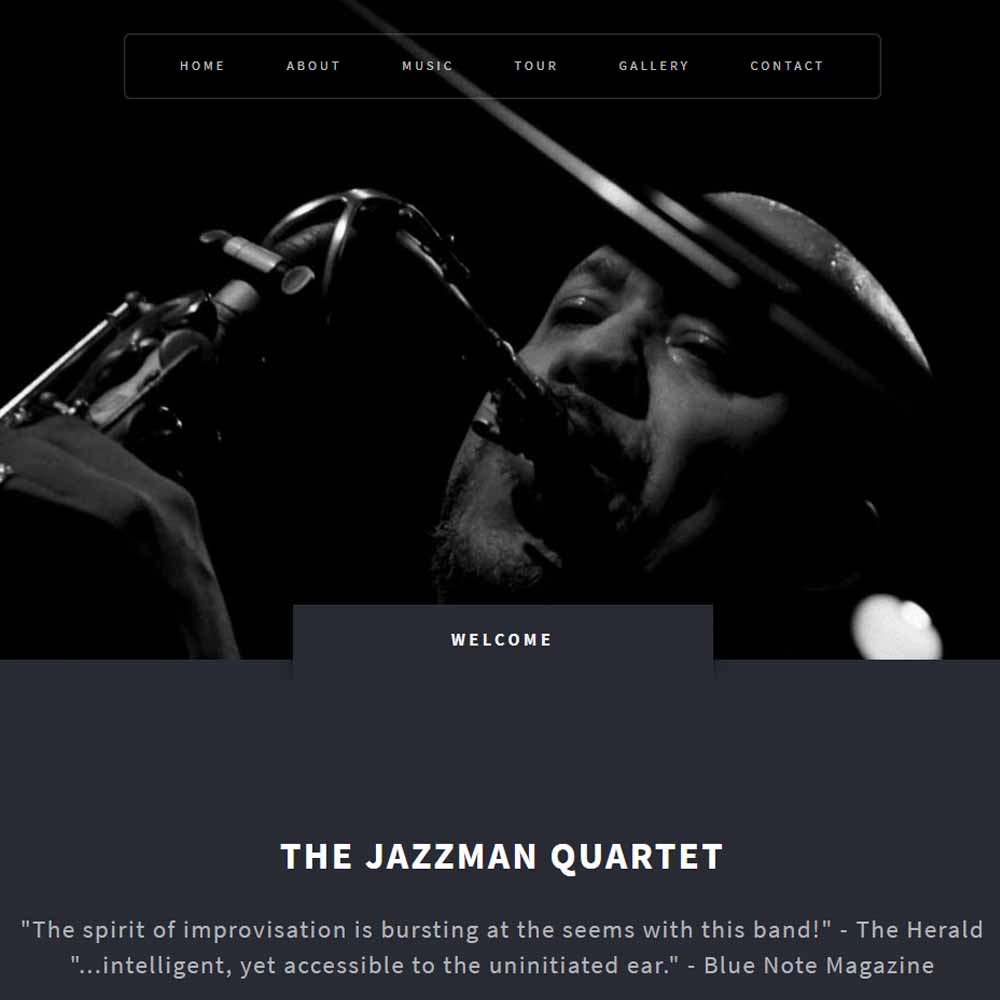 HOME ABOUT MUSIC TOUR GALLERY CONTACT
WELCOME
THE JAZZMAN QUARTET
"The spirit of improvisation is bursting at the seems with this band!" - The Herald
"...intelligent, yet accessible to the uninitiated ear." - Blue Note Magazine